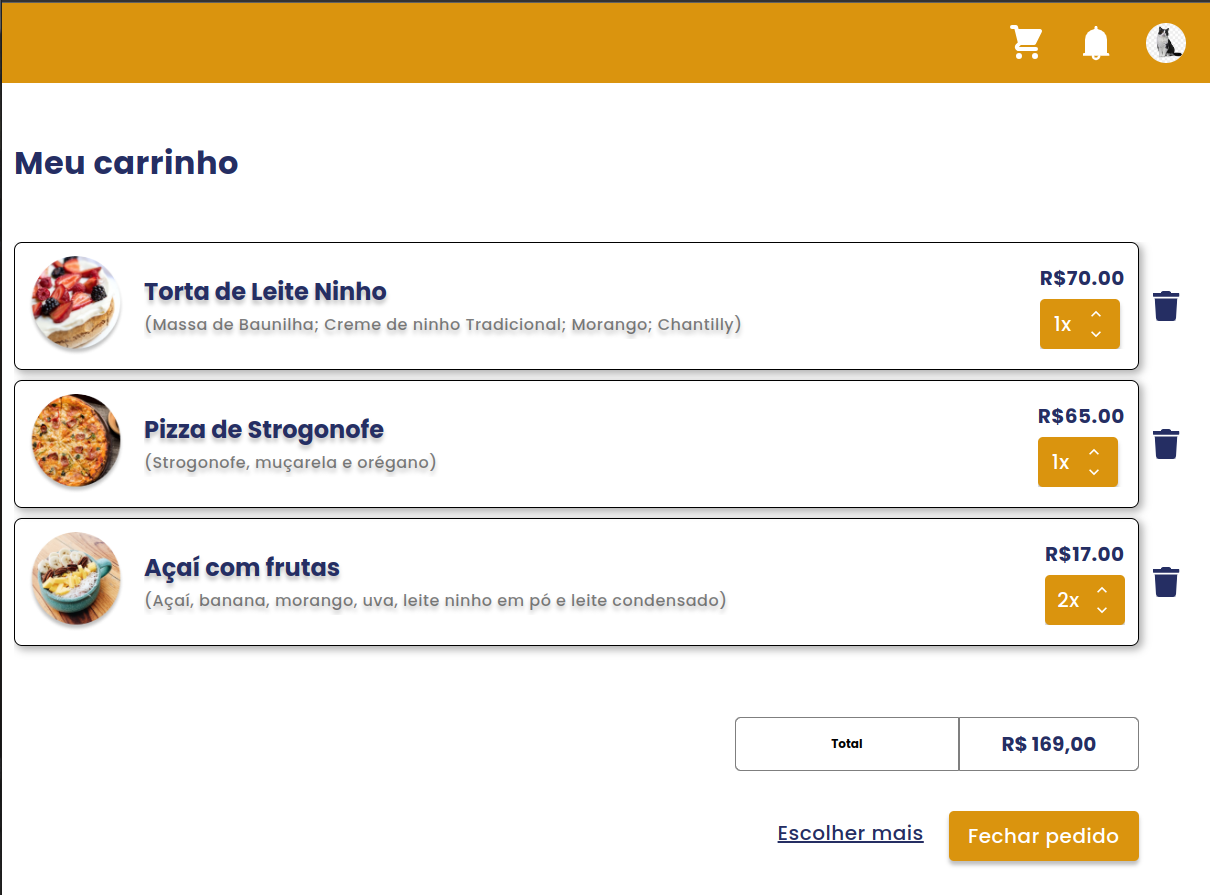 Meu carrinho
Torta de Leite Ninho
(Massa de Baunilha; Creme de ninho Tradicional; Morango; Chantilly)
R$70.00
1x
Pizza de Strogonofe
(Strogonofe, muçarela e orégano)
R$65.00
1x
Açaí com frutas
(Açaí, banana, morango, uva, leite ninho em pó e leite condensado)
R$17.00
2x
Total
R$ 169,00
Escolher mais
Fechar pedido